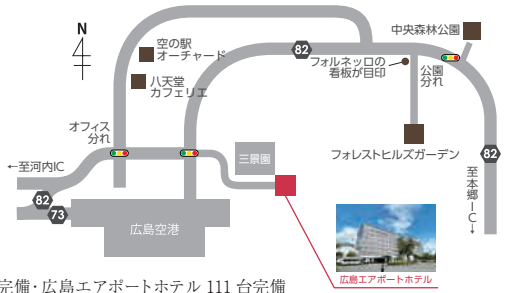 N
空の駅
オーチャード
八天堂
カフェリエ
82
中央森林公園
フォルネッロの
看板が目印
公園
分れ
オフィス
分れ
←至河内IC
三景園
フォレストヒルズガーデン
82
至本郷IC→
82
73
広島空港
広島エアポートホテル
完備・広島エアポートホテル 111 台完備